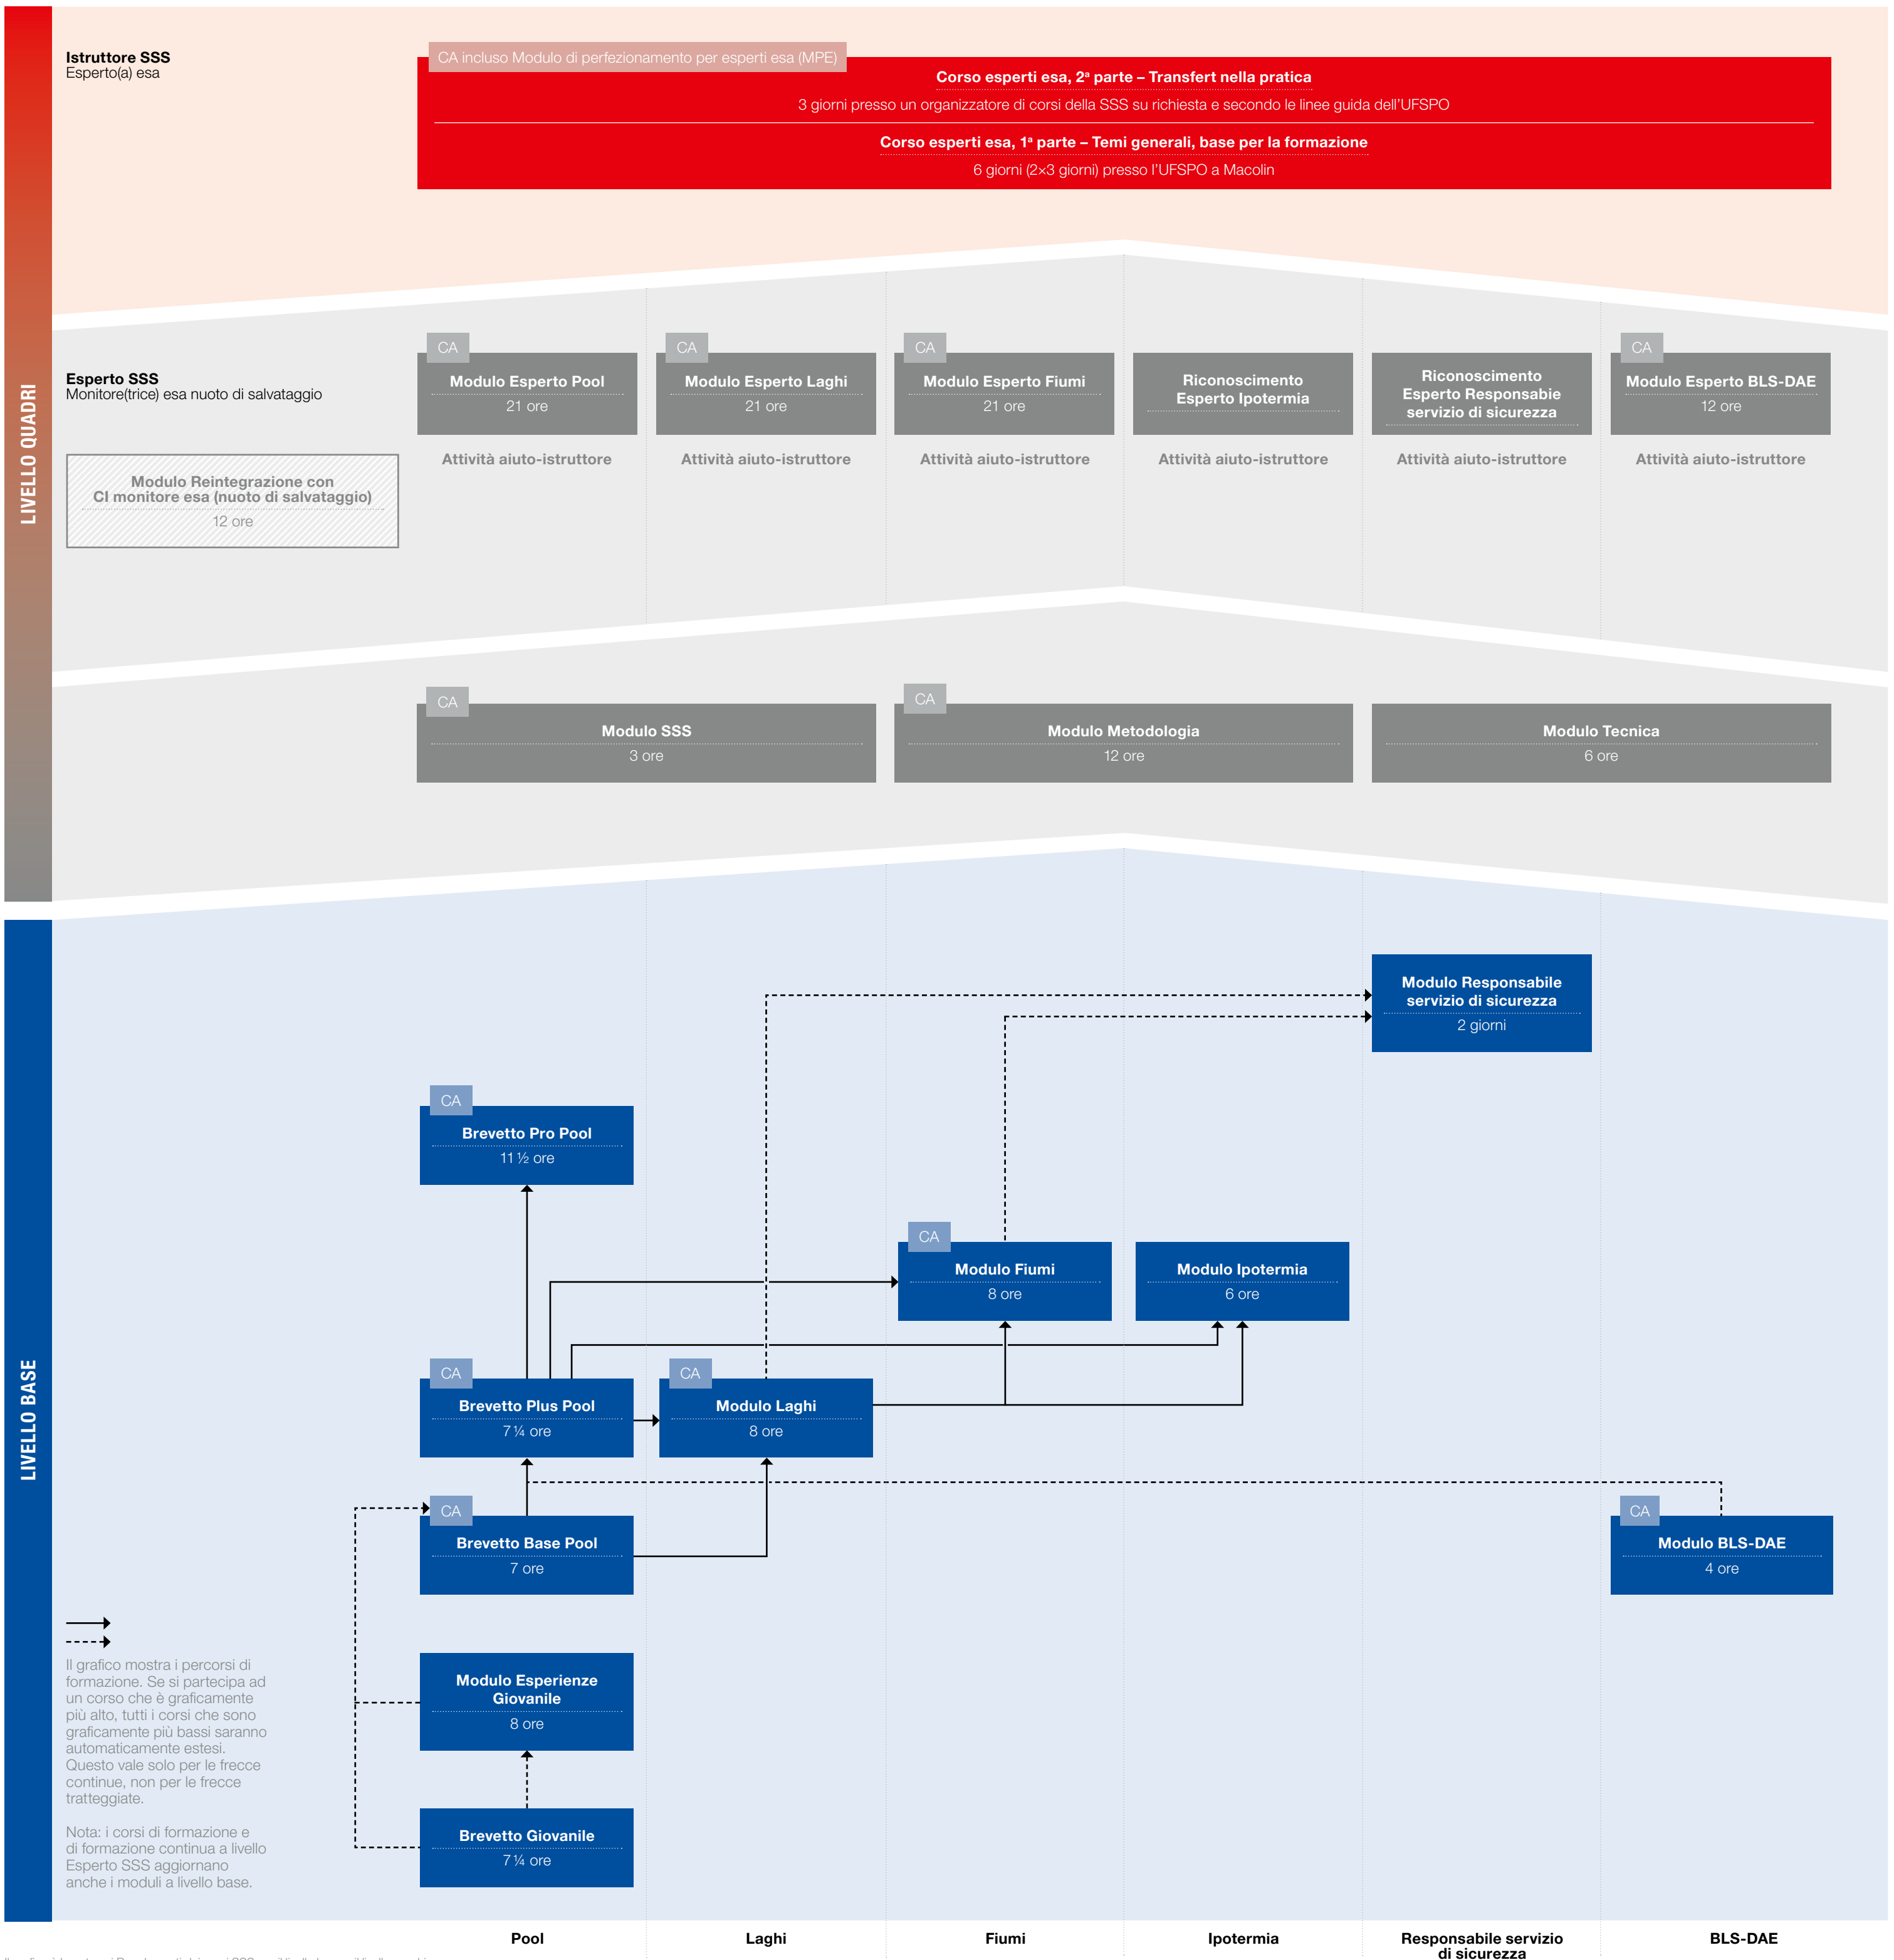 Istruttore SSS
Esperto(a) esa
CA incluso Modulo di perfezionamento per esperti esa (MPE)
Corso esperti esa, 2ª parte – Transfert nella pratica
3 giorni presso un organizzatore di corsi della SSS su richiesta e secondo le linee guida dell’UFSPO
Corso esperti esa, 1ª parte – Temi generali, base per la formazione
6 giorni (2×3 giorni) presso l’UFSPO a Macolin
LIVELLO QUADRI
Esperto SSS
Monitore(trice) esa nuoto di salvataggio
Modulo Reintegrazione con
CI monitore esa (nuoto di salvataggio)
12 ore
CA
Modulo Esperto Pool
21 ore
Attività aiuto-istruttore
CA
Modulo Esperto Laghi
21 ore
Attività aiuto-istruttore
CA
Modulo Esperto Fiumi
21 ore
Attività aiuto-istruttore
Riconoscimento
Esperto Ipotermia
Attività aiuto-istruttore
Riconoscimento
Esperto Responsabie
servizio di sicurezza
Attività aiuto-istruttore
CA
Modulo Esperto BLS-DAE
12 ore
Attività aiuto-istruttore
CA
Modulo SSS
3 ore
CA
Modulo Metodologia
12 ore
Modulo Tecnica
6 ore
LIVELLO BASE
Modulo Responsabile
servizio di sicurezza
2 giorni
CA
Brevetto Pro Pool
11 ½ ore
CA
Modulo Fiumi
8 ore
Modulo Ipotermia
6 ore
CA
Brevetto Plus Pool
7 ¼ ore
CA
Modulo Laghi
8 ore
CA
Brevetto Base Pool
7 ore
CA
Modulo BLS-DAE
4 ore
Modulo Esperienze
Giovanile
8 ore
Brevetto Giovanile
7 ¼ ore
Il grafico mostra i percorsi di
formazione. Se si partecipa ad
un corso che è graficamente
più alto, tutti i corsi che sono
graficamente più bassi saranno
automaticamente estesi.
Questo vale solo per le frecce
continue, non per le frecce
tratteggiate.
Nota: i corsi di formazione e
di formazione continua a livello
Esperto SSS aggiornano
anche i moduli a livello base.
Pool
Laghi
Fiumi
Ipotermia
Responsabile servizio
di sicurezza
BLS-DAE